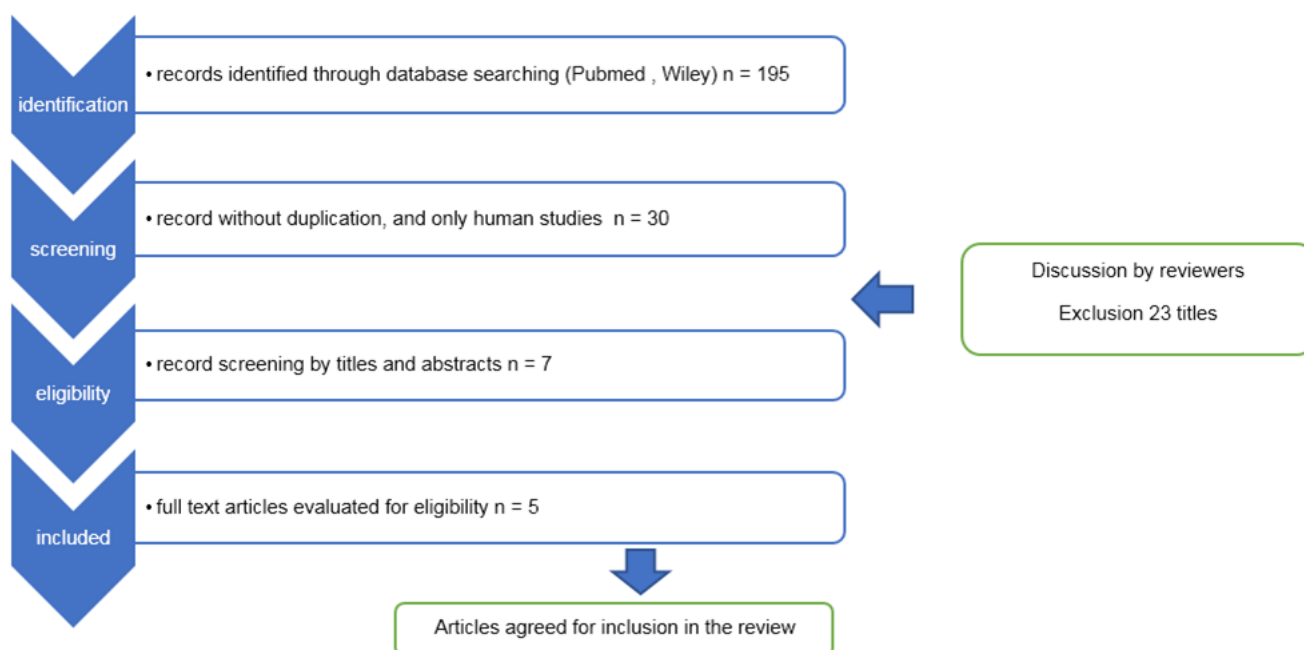 identification
• records identified through database searching (Pubmed , Wiley) n = 195
screening
• record without duplication, and only human studies n = 30
Discussion by reviewers
Exclusion 23 titles
eligibility
• record screening by titles and abstracts n = 7
included
• full text articles evaluated for eligibility n = 5
Articles agreed for inclusion in the review